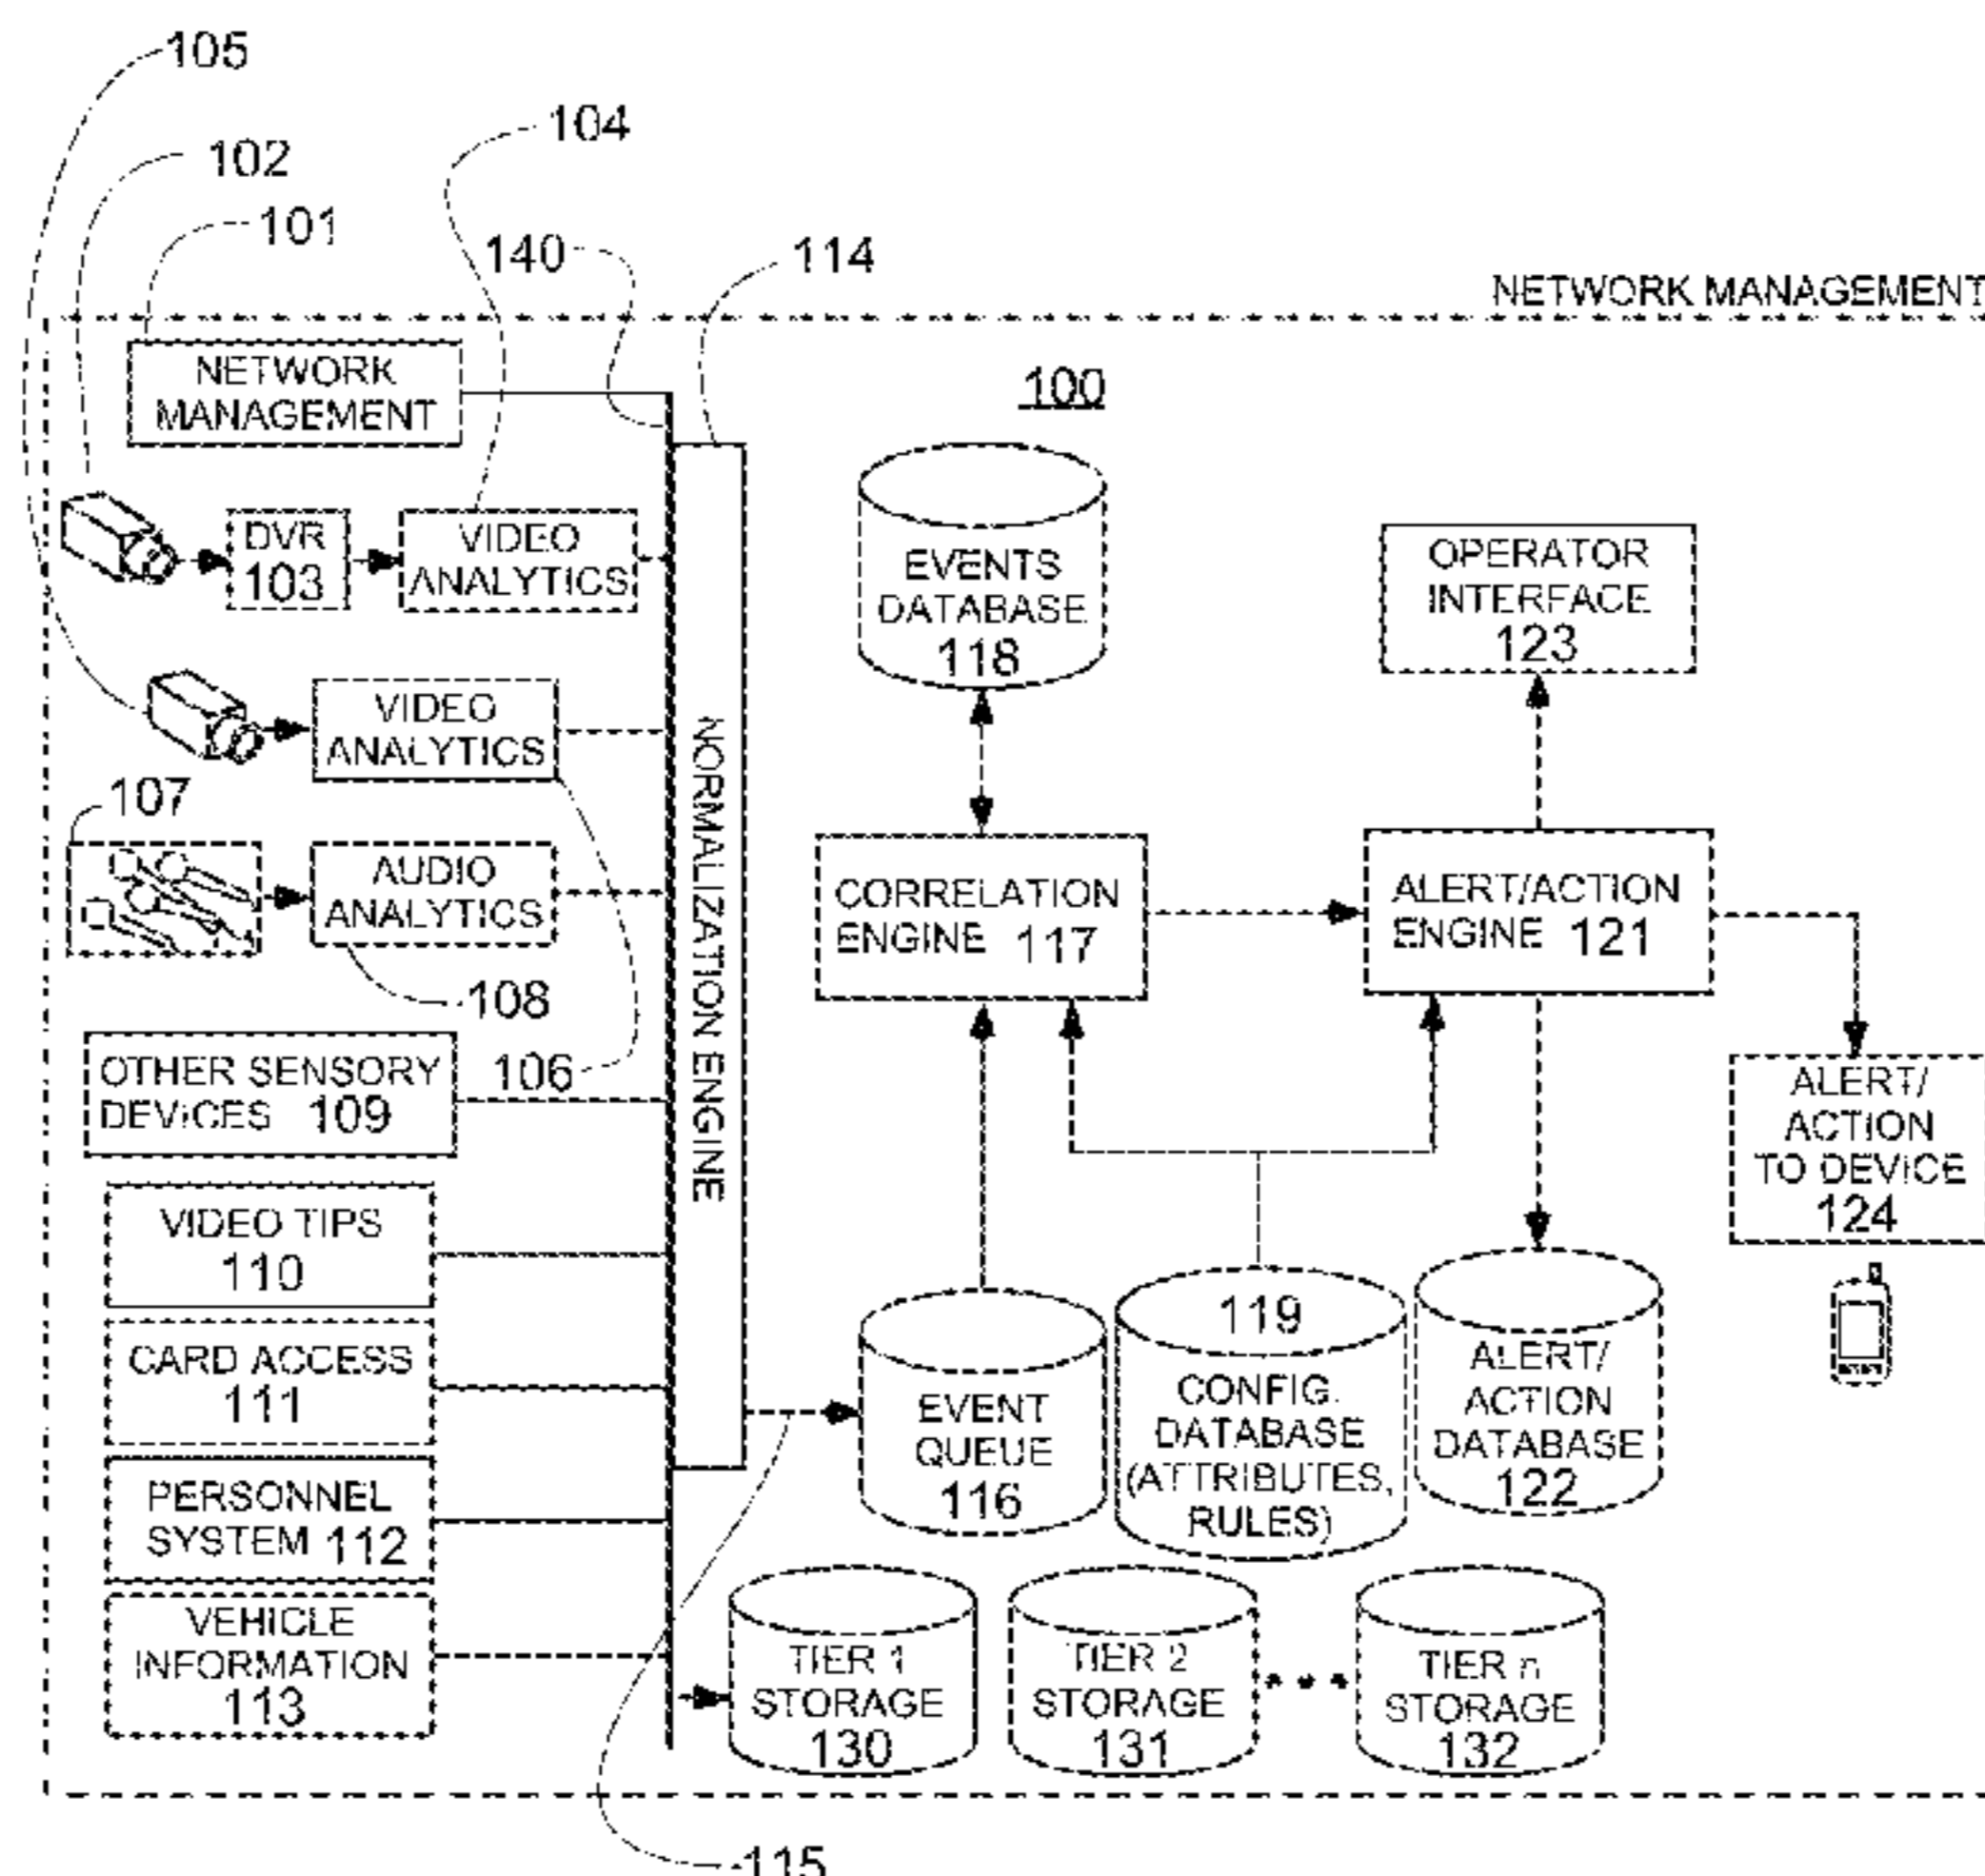 105
104
102
101
140
114
NETWORK MANAGEMENT
NETWORK
MANAGEMENT
100
DVR
103
VIDEO
ANALYTICS
EVENTS
DATABASE
118
OPERATOR
INTERFACE
123
VIDEO
ANALYTICS
NORMALIZATION ENGINE
107
AUDIO
ANALYTICS
108
CORRELATION
ENGINE 117
ALERT/ACTION
ENGINE 121
106
OTHER SENSORY
DEVICES 109
ALERT/
ACTION
TO DEVICE
124
VIDEO TIPS
110
CARD ACCESS
111
PERSONNEL
SYSTEM 112
VEHICLE
INFORMATION
113
EVENT
QUEUE
116
119
CONFIG.
DATABASE
(ATTRIBUTES,
RULES)
ALERT/
ACTION
DATABASE
122
TIER 1
STORAGE
130
TIER 2
STORAGE
131
TIER n
STORAGE
132
115